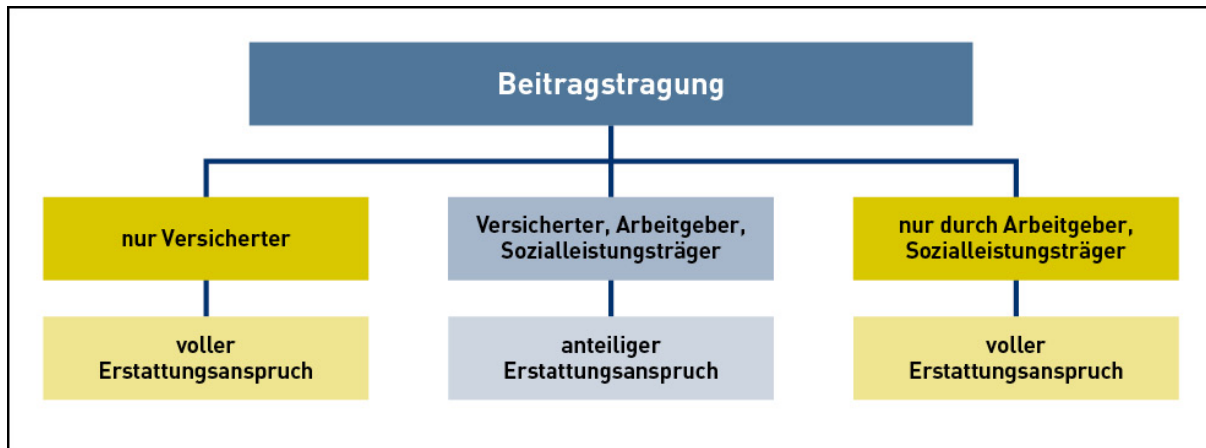 Beitragstragung
nur Versicherter
Versicherter, Arbeitgeber,
Sozialleistungsträger
nur durch Arbeitgeber,
Sozialleistungsträger
voller
Erstattungsanspruch
anteiliger
Erstattungsanspruch
voller
Erstattungsanspruch